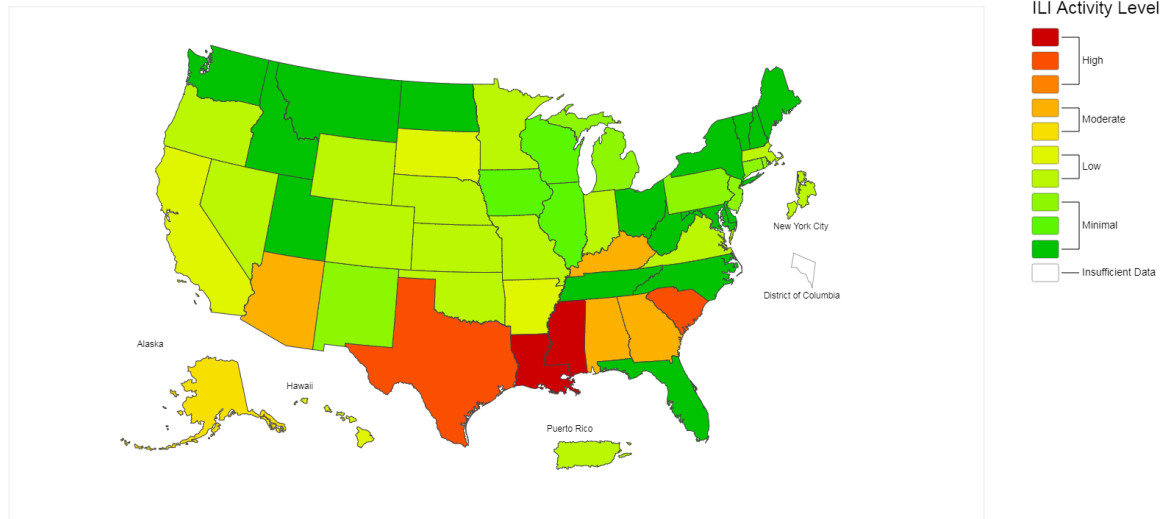 ILI Activity Level
High
Moderate
Low
Minimal
Insufficient Data
New York City
District of Columbia
Alaska
Hawaii
Puerto Rico